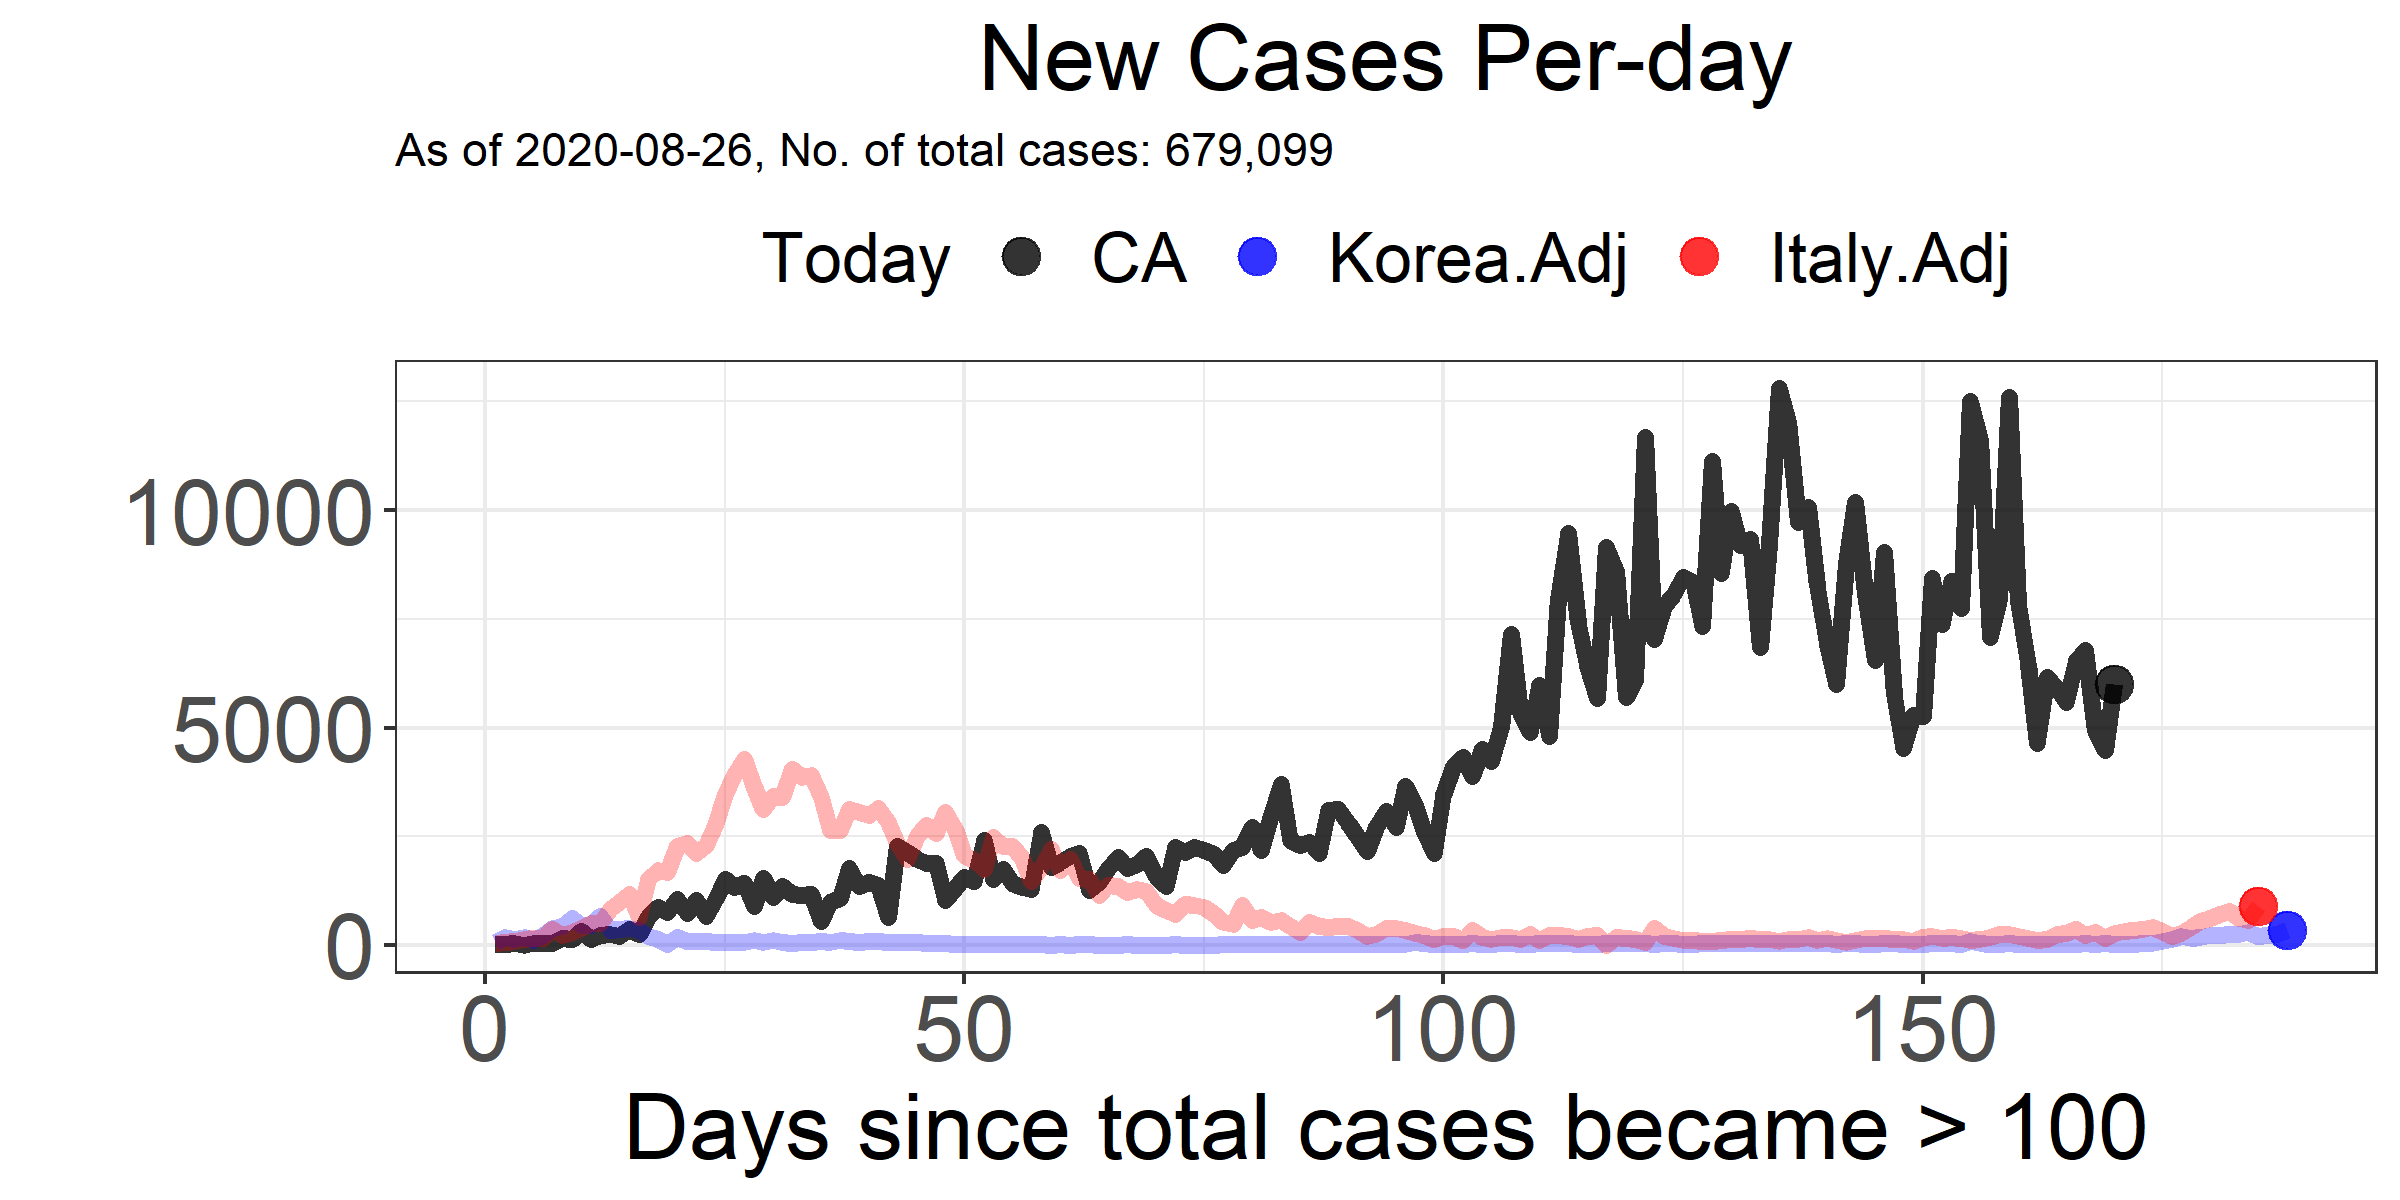 New Cases Per-day
As of 2020-08-26, No. of total cases: 679,099
Today CA Korea.Adj Italy.Adj
10000
5000
0
0 50 100 150
Days since total cases became > 100